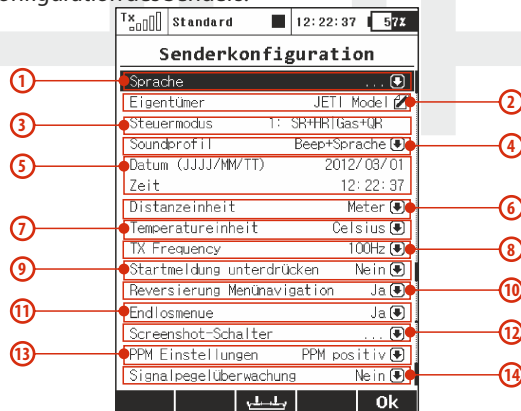 Tx Standard 12:22:37 57%
Senderkonfiguration
1 Sprache ...
Eigentümer JETI Model 2
3 Steuermodus 1: SR+HR|Gas+QR
Soundprofil Beep+Sprache 4
5 Datum (JJJJ/MM/TT) 2012/03/01
Zeit 12:22:37
Distanzeinheit Meter 6
7 Temperatureinheit Celsius
TX Frequency 100Hz 8
9 Startmeldung unterdrücken Nein
Reversierung Menünavigation Ja 10
11 Endlosmenue Ja
Screenshot-Schalter ... 12
13 PPM Einstellungen PPM positiv
Signalpegelüberwachung Nein 14
Ok